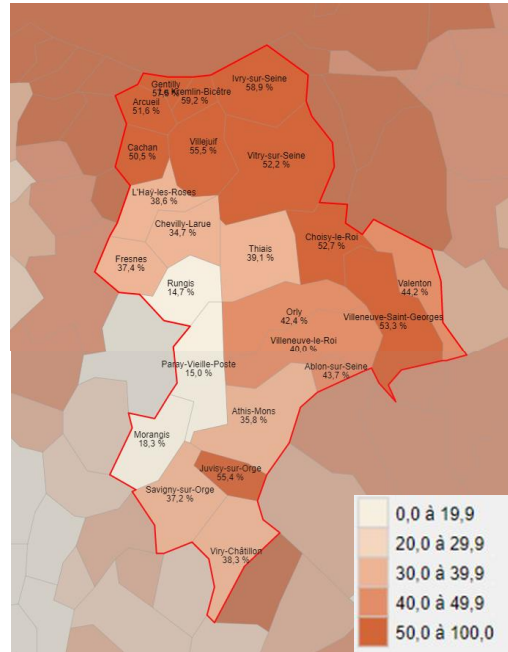 Ivry-sur-Seine
58,9 %
Gentilly
Le Kremlin-Bicêtre
59,2 %
Arcueil
51,6 %
Cachan
50,5 %
Villejuif
55,5 %
Vitry-sur-Seine
52,2 %
L'Haÿ-les-Roses
38,6 %
Chevilly-Larue
34,7 %
Fresnes
37,4 %
Thiais
39,1 %
Choisy-le-Roi
52,7 %
Rungis
14,7 %
Valenton
44,2 %
Orly
42,4 %
Villeneuve-Saint-Georges
53,3 %
Villeneuve-le-Roi
40,0 %
Paray-Vieille-Poste
15,0 %
Ablon-sur-Seine
43,7 %
Athis-Mons
35,8 %
Morangis
18,3 %
Juvisy-sur-Orge
55,4 %
Savigny-sur-Orge
37,2 %
Viry-Châtillon
38,3 %
0,0 à 19,9
20,0 à 29,9
30,0 à 39,9
40,0 à 49,9
50,0 à 100,0